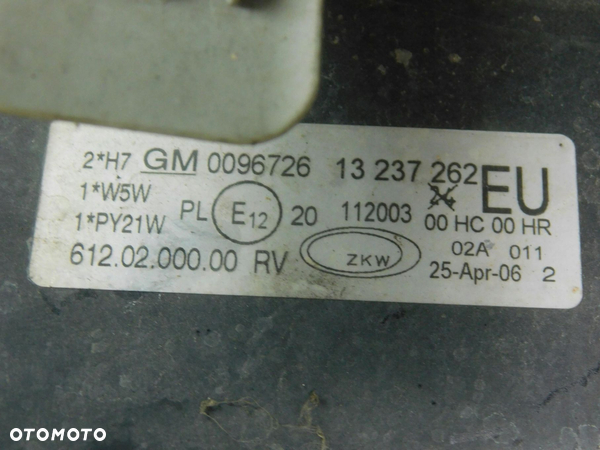 2*H7 GM 0096726 13 237 262 EU
1*W5W
1*PY21W PL E12 20 112003 00 HC 00 HR
612.02.000.00 RV ZKW 02A 011
25-Apr-06 2
OTOMOTO